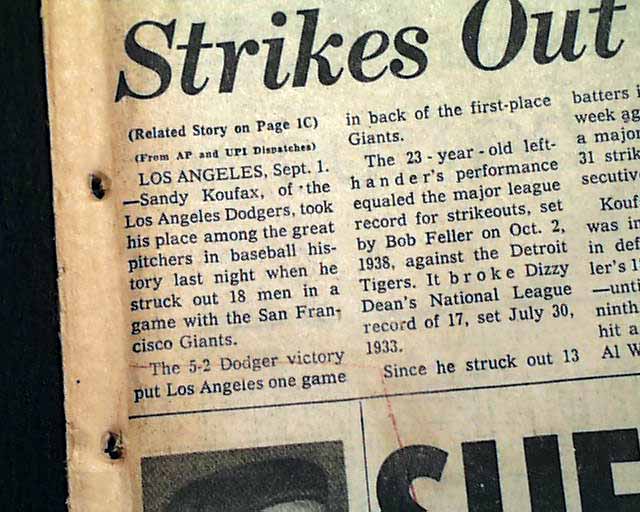 Strikes Out
(Related Story on Page 1C)
(From AP and UPI Dispatches)
LOS ANGELES, Sept. 1.
—Sandy Koufax, of the
Los Angeles Dodgers, took
his place among the great
pitchers in baseball his-
tory last night when he
struck out 18 men in a
game with the San Fran-
cisco Giants.
The 5-2 Dodger victory
put Los Angeles one game
in back of the first-place
Giants.
The 23-year-old left-
hander's performance
equaled the major league
record for strikeouts, set
by Bob Feller on Oct. 2,
1938, against the Detroit
Tigers. It broke Dizzy
Dean's National League
record of 17, set July 30,
1933.
Since he struck out 13
batters i
week ag
a major
31 strik
secutiv
Kouf
was in
in def
ler's 1
—unti
ninth
hit a
Al W
SUE